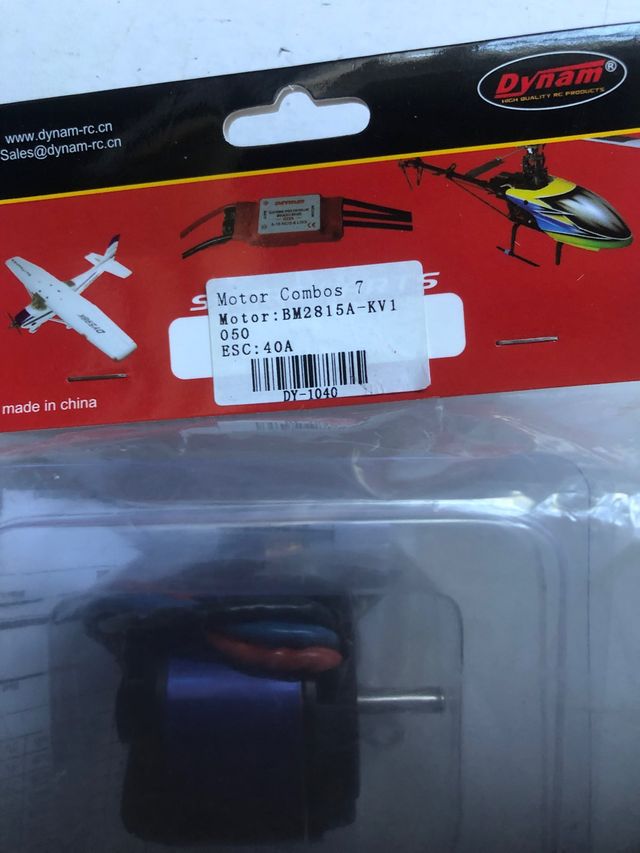 Dynam®
HIGH QUALITY RC PRODUCTS
www.dynam-rc.cn
Sales@dynam-rc.cn
Motor Combos 7
Motor:BM2815A-KV1
050
ESC:40A
DY-1040
made in china